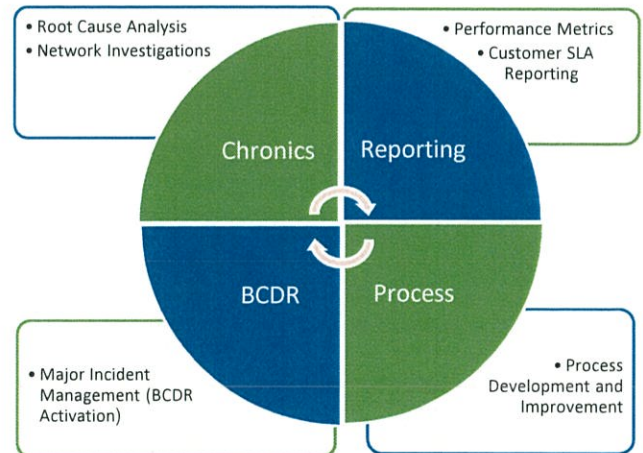 • Root Cause Analysis
• Network Investigations
• Performance Metrics
• Customer SLA
Reporting
Chronics
Reporting
BCDR
Process
• Major Incident
Management (BCDR
Activation)
• Process
Development and
Improvement